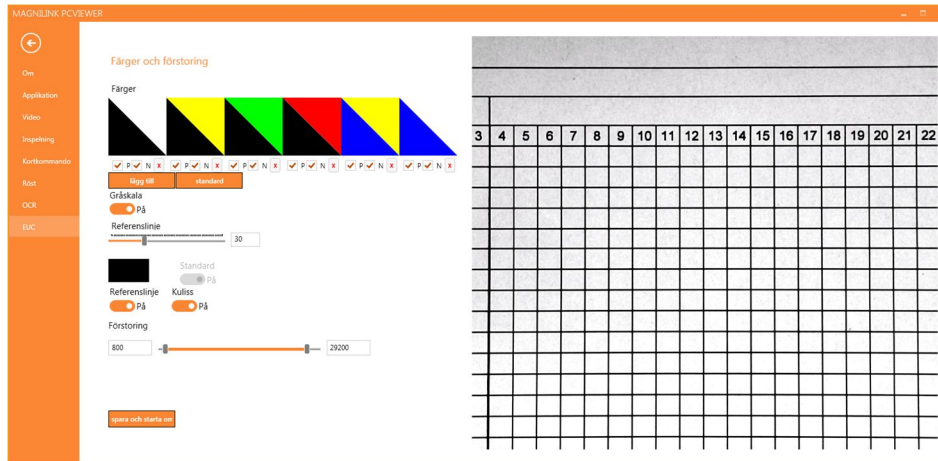 MAGNILINK PCVIEWER
Om
Applikation
Video
Inspelning
Kortkommando
Röst
OCR
EUC
Färger och förstoring
Färger
P N X P N X P N X P N X P N X P N X
lägg till standard
Gråskala
På
Referenslinje
30
Standard
På
Referenslinje Kuliss
På På
Förstoring
800 29200
spara och starta om
3 4 5 6 7 8 9 10 11 12 13 14 15 16 17 18 19 20 21 22